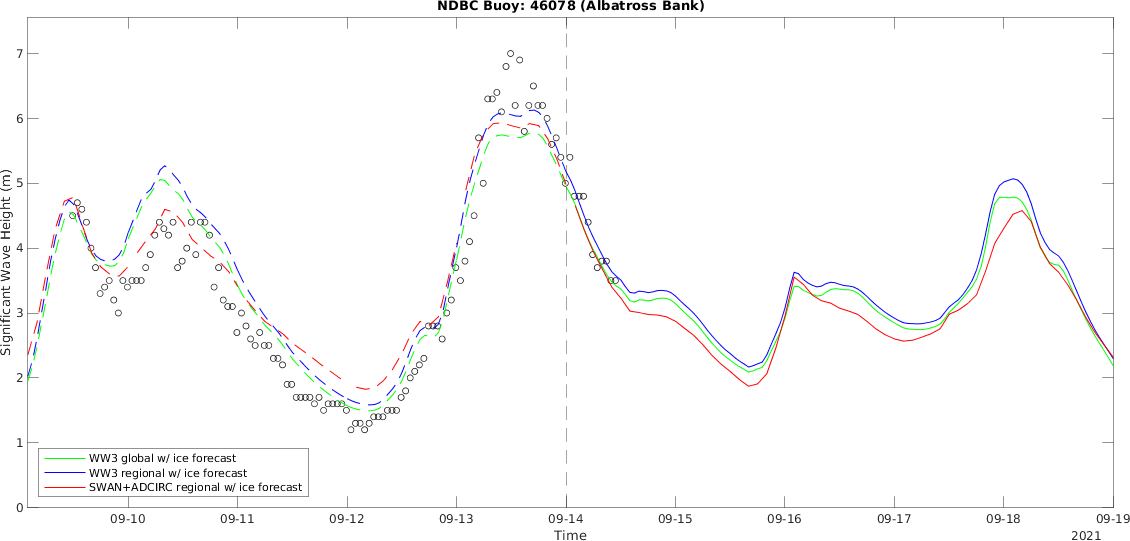 NDBC Buoy: 46078 (Albatross Bank)
7
6
5
4
3
2
1
0
Significant Wave Height (m)
WW3 global w/ ice forecast
WW3 regional w/ ice forecast
SWAN+ADCIRC regional w/ ice forecast
09-10 09-11 09-12 09-13 09-14 09-15 09-16 09-17 09-18 09-19
Time
2021